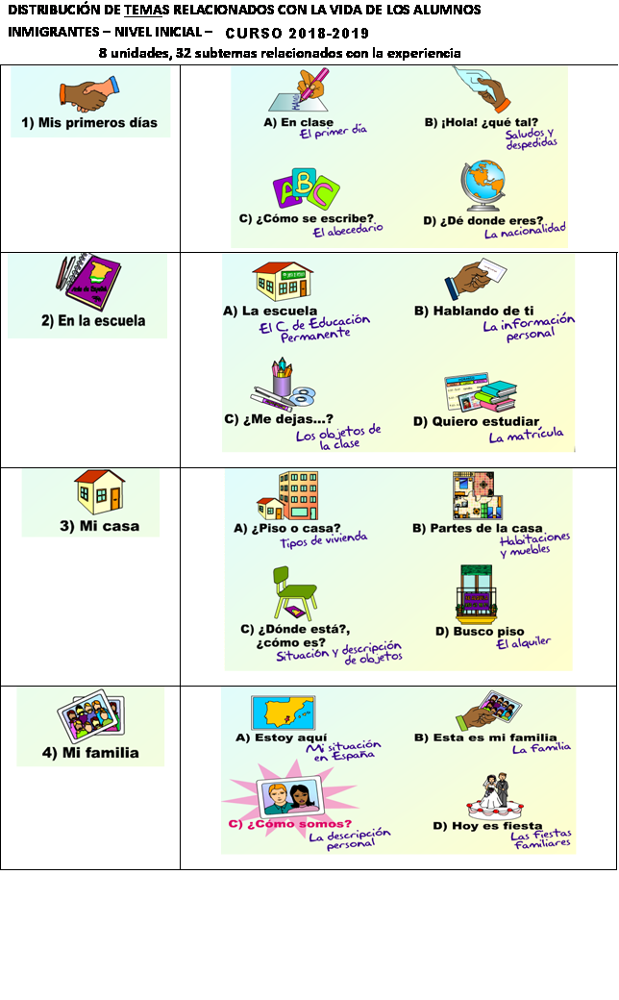 DISTRIBUCIÓN DE TEMAS RELACIONADOS CON LA VIDA DE LOS ALUMNOS
INMIGRANTES – NIVEL INICIAL – CURSO 2018-2019
8 unidades, 32 subtemas relacionados con la experiencia
1) Mis primeros días
A) En clase
El primer día
B) ¡Hola! ¿qué tal?
Saludos y
despedidas
ABC
C) ¿Cómo se escribe?
El abecedario
D) ¿Dé donde eres?
La nacionalidad
2) En la escuela
A) La escuela
El C. de Educación
Permanente
B) Hablando de ti
La información
personal
C) ¿Me dejas...?
Los objetos de
la clase
D) Quiero estudiar
La matrícula
3) Mi casa
A) ¿Piso o casa?
Tipos de vivienda
B) Partes de la casa
Habitaciones
y muebles
C) ¿Dónde está?,
¿cómo es?
Situación y descripción
de objetos
D) Busco piso
El alquiler
4) Mi familia
A) Estoy aquí
Mi situación
en España
B) Esta es mi familia
La familia
C) ¿Cómo somos?
La descripción
personal
D) Hoy es fiesta
Las fiestas
familiares